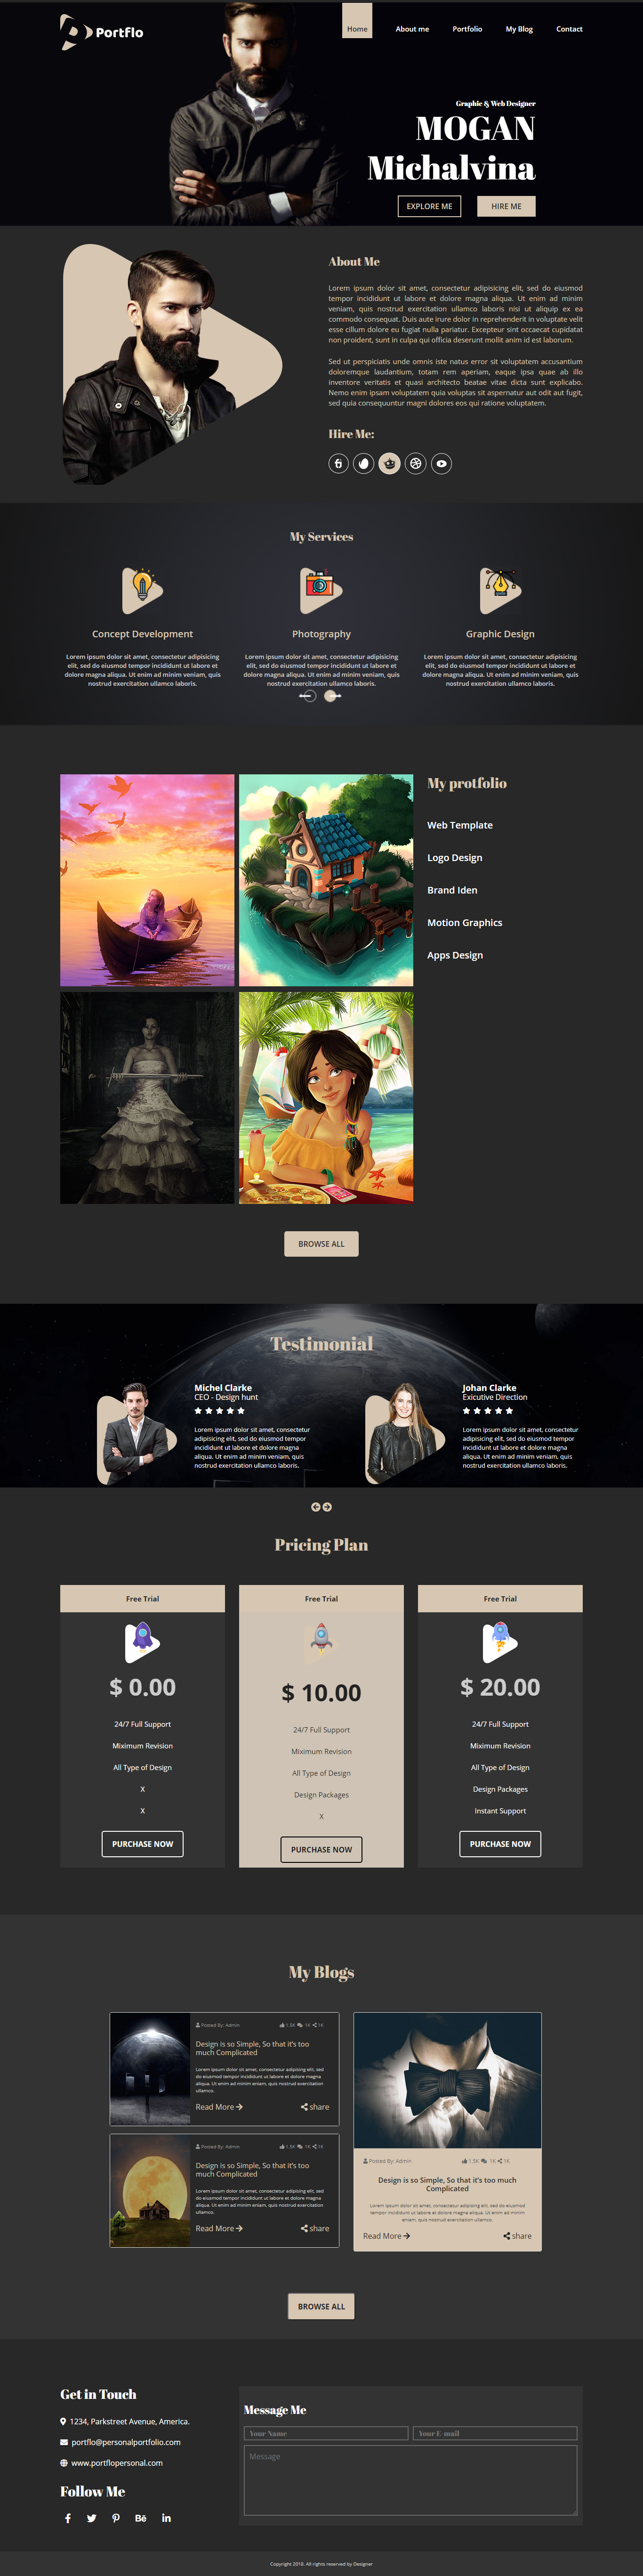 Portflo
Home About me Portfolio My Blog Contact
Graphic & Web Designer
MOGAN
Michalvina
EXPLORE ME HIRE ME
About Me
Lorem ipsum dolor sit amet, consectetur adipisicing elit, sed do eiusmod
tempor incididunt ut labore et dolore magna aliqua. Ut enim ad minim
veniam, quis nostrud exercitation ullamco laboris nisi ut aliquip ex ea
commodo consequat. Duis aute irure dolor in reprehenderit in voluptate velit
esse cillum dolore eu fugiat nulla pariatur. Excepteur sint occaecat cupidatat
non proident, sunt in culpa qui officia deserunt mollit anim id est laborum.
Sed ut perspiciatis unde omnis iste natus error sit voluptatem accusantium
doloremque laudantium, totam rem aperiam, eaque ipsa quae ab illo
inventore veritatis et quasi architecto beatae vitae dicta sunt explicabo.
Nemo enim ipsam voluptatem quia voluptas sit aspernatur aut odit aut fugit,
sed quia consequuntur magni dolores eos qui ratione voluptatem.
Hire Me:
My Services
Concept Development
Lorem ipsum dolor sit amet, consectetur adipisicing
elit, sed do eiusmod tempor incididunt ut labore et
dolore magna aliqua. Ut enim ad minim veniam, quis
nostrud exercitation ullamco laboris.
Photography
Lorem ipsum dolor sit amet, consectetur adipisicing
elit, sed do eiusmod tempor incididunt ut labore et
dolore magna aliqua. Ut enim ad minim veniam, quis
nostrud exercitation ullamco laboris.
Graphic Design
Lorem ipsum dolor sit amet, consectetur adipisicing
elit, sed do eiusmod tempor incididunt ut labore et
dolore magna aliqua. Ut enim ad minim veniam, quis
nostrud exercitation ullamco laboris.
My protfolio
Web Template
Logo Design
Brand Iden
Motion Graphics
Apps Design
BROWSE ALL
Testimonial
Michel Clarke
CEO - Design hunt
Lorem ipsum dolor sit amet, consectetur
adipisicing elit, sed do eiusmod tempor
incididunt ut labore et dolore magna
aliqua. Ut enim ad minim veniam, quis
nostrud exercitation ullamco laboris.
Johan Clarke
Exicutive Direction
Lorem ipsum dolor sit amet, consectetur
adipisicing elit, sed do eiusmod tempor
incididunt ut labore et dolore magna
aliqua. Ut enim ad minim veniam, quis
nostrud exercitation ullamco laboris.
Pricing Plan
Free Trial
$ 0.00
24/7 Full Support
Miximum Revision
All Type of Design
X
X
PURCHASE NOW
Free Trial
$ 10.00
24/7 Full Support
Miximum Revision
All Type of Design
Design Packages
X
PURCHASE NOW
Free Trial
$ 20.00
24/7 Full Support
Miximum Revision
All Type of Design
Design Packages
Instant Support
PURCHASE NOW
My Blogs
Posted By: Admin 1.5K 1K 1K
Design is so Simple, So that it's too
much Complicated
Lorem ipsum dolor sit amet, consectetur adipisicing elit, sed
do eiusmod tempor incididunt ut labore et dolore magna
aliqua. Ut enim ad minim veniam, quis nostrud exercitation
ullamco.
Read More share
Posted By: Admin 1.5K 1K 1K
Design is so Simple, So that it's too
much Complicated
Lorem ipsum dolor sit amet, consectetur adipisicing elit, sed
do eiusmod tempor incididunt ut labore et dolore magna
aliqua. Ut enim ad minim veniam, quis nostrud exercitation
ullamco.
Read More share
Posted By: Admin 1.5K 1K 1K
Design is so Simple, So that it's too much
Complicated
Lorem ipsum dolor sit amet, consectetur adipisicing elit, sed do eiusmod
tempor incididunt ut labore et dolore magna aliqua. Ut enim ad minim
veniam, quis nostrud exercitation ullamco.
Read More share
BROWSE ALL
Get in Touch
1234, Parkstreet Avenue, America.
portflo@personalportfolio.com
www.portflopersonal.com
Follow Me
Message Me
Your Name Your E-mail
Message
Copyright 2018. All rights reserved by Designer